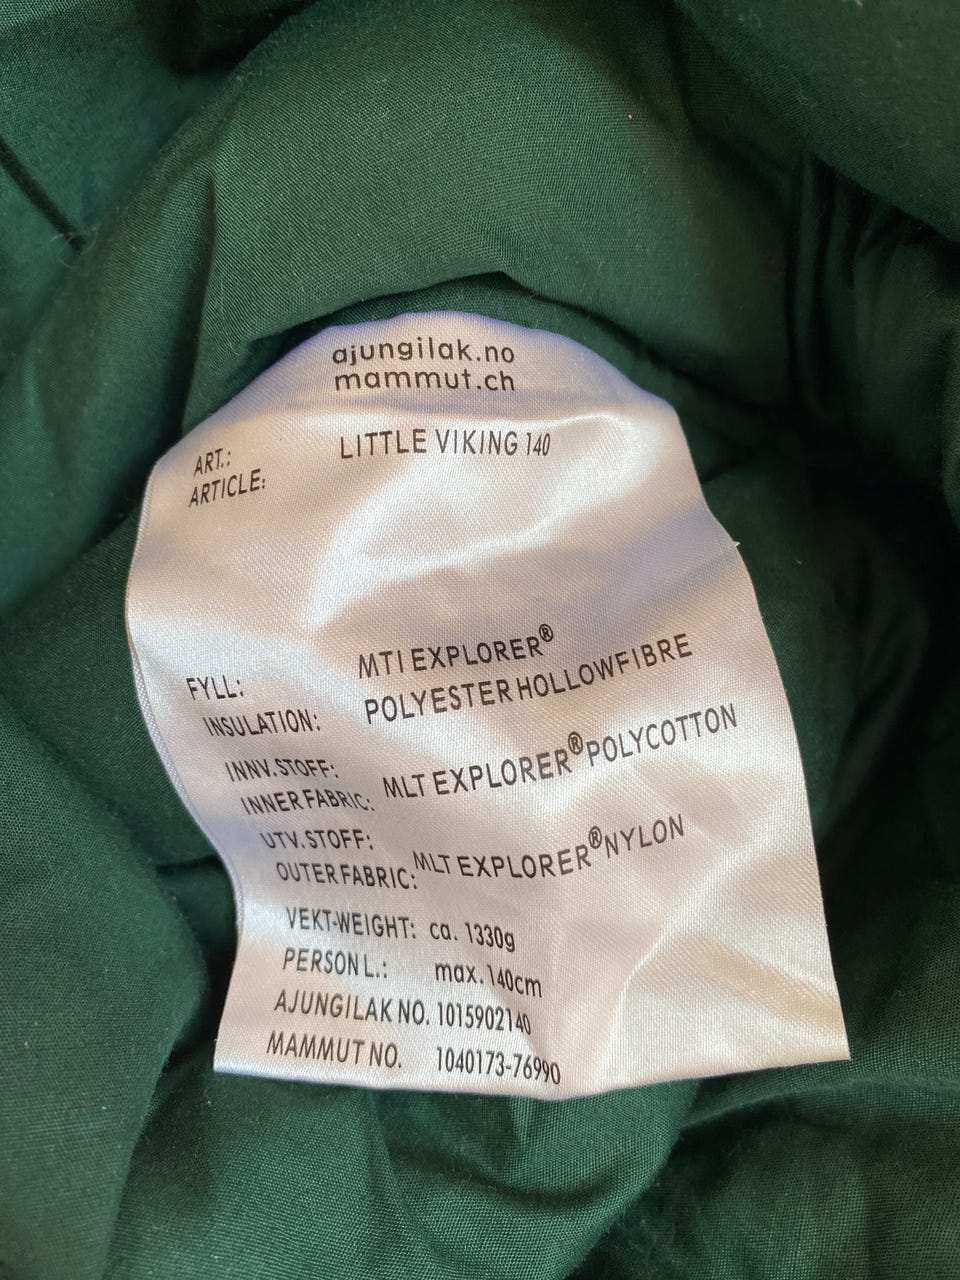 ajungilak.no
mammut.ch
ART.: LITTLE VIKING 140
ARTICLE:
FYLL: MTI EXPLORER®
INSULATION: POLYESTER HOLLOWFIBRE
INNV.STOFF:
INNER FABRIC: MLT EXPLORER® POLYCOTTON
UTV.STOFF:
OUTER FABRIC: MLT EXPLORER® NYLON
VEKT-WEIGHT: ca. 1330g
PERSON L.: max. 140cm
AJUNGILAK NO. 1015902140
MAMMUT NO. 1040173-76990